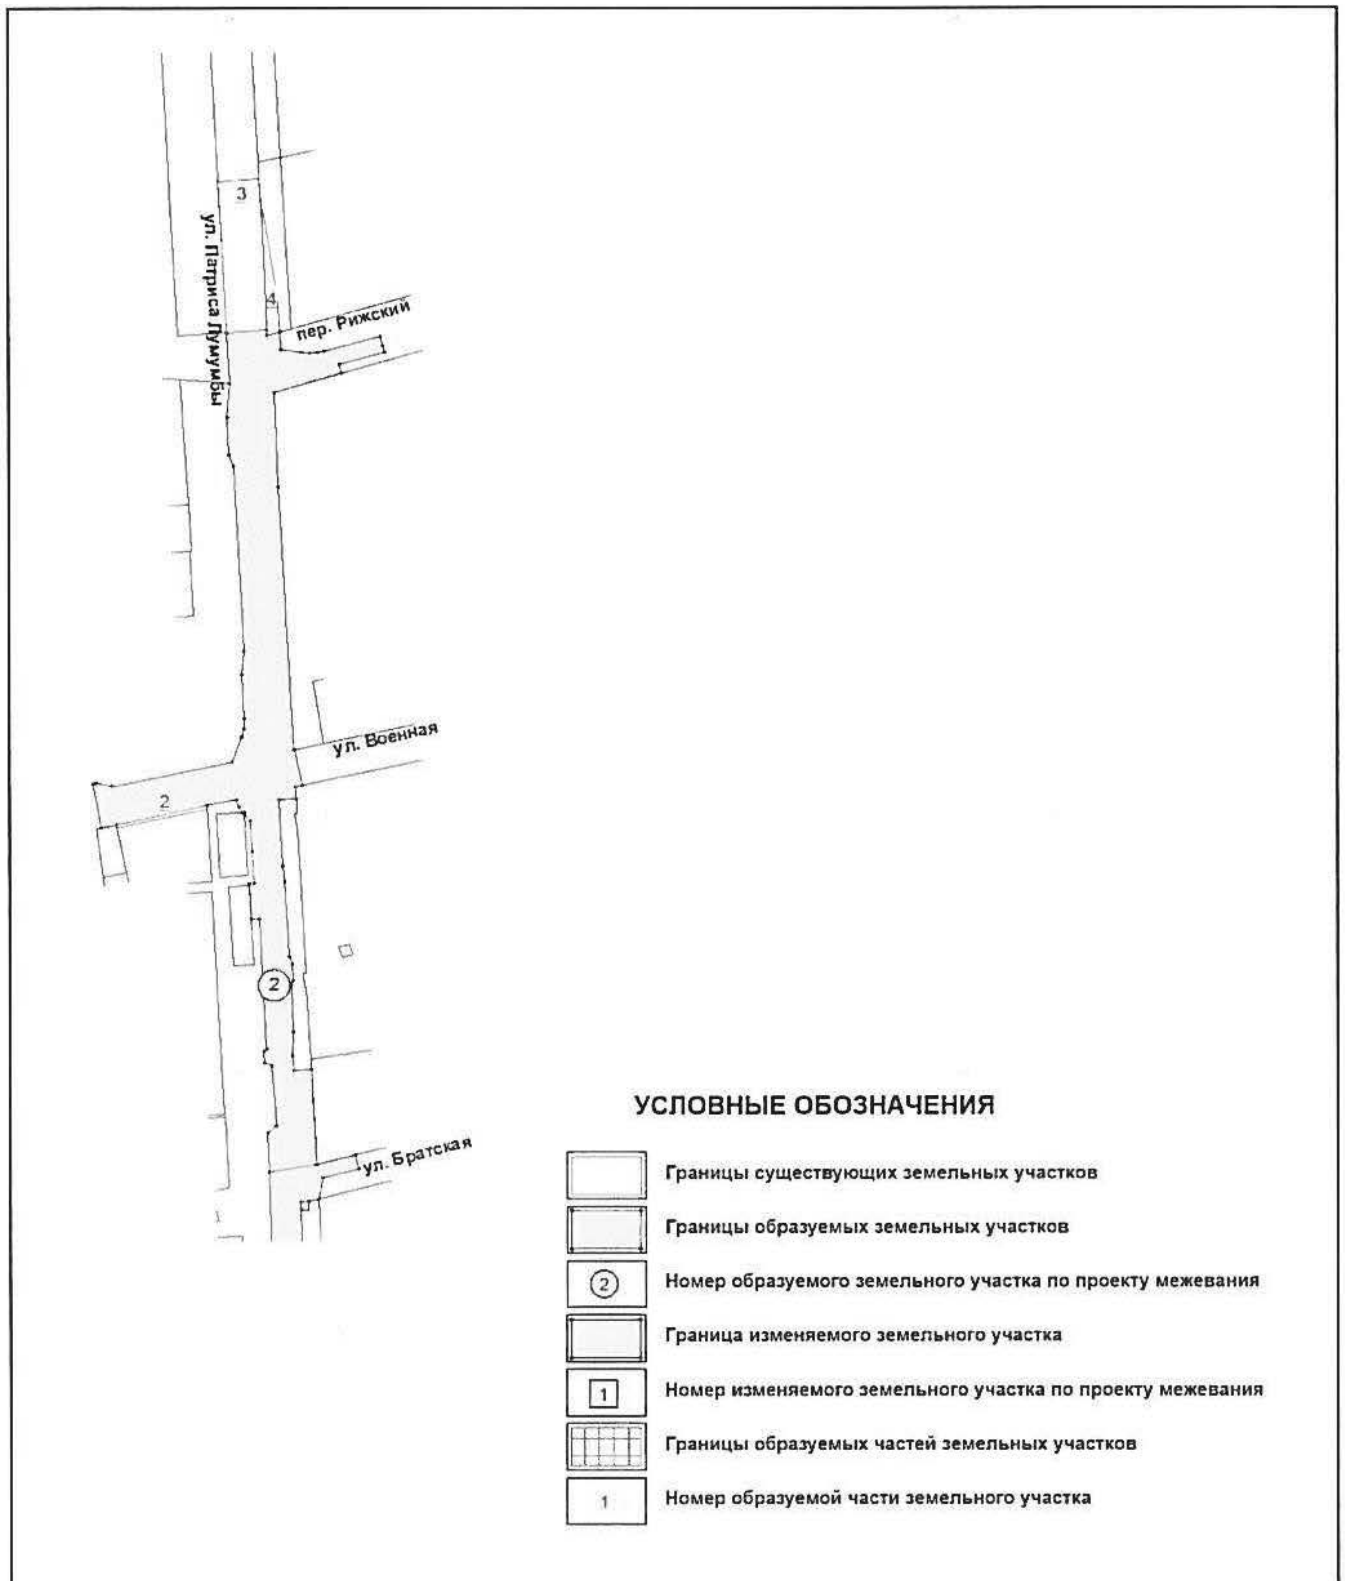 3
ул. Патриса Лумумбы
4
пер. Рижский
ул. Военная
2
2
ул. Братская
УСЛОВНЫЕ ОБОЗНАЧЕНИЯ
Границы существующих земельных участков
Границы образуемых земельных участков
2 Номер образуемого земельного участка по проекту межевания
Граница изменяемого земельного участка
1 Номер изменяемого земельного участка по проекту межевания
Границы образуемых частей земельных участков
1 Номер образуемой части земельного участка